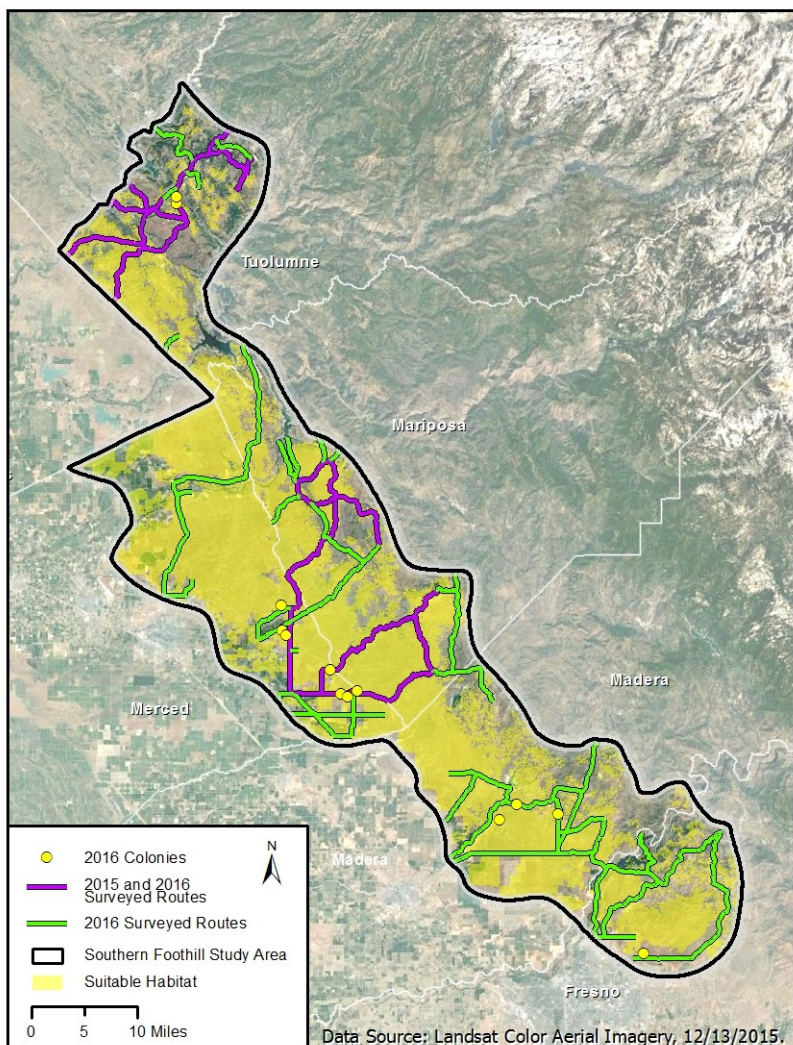 Tuolumne
Mariposa
Madera
Merced
Madera
Fresno
N
2016 Colonies
2015 and 2016
Surveyed Routes
2016 Surveyed Routes
Southern Foothill Study Area
Suitable Habitat
0 5 10 Miles
Data Source: Landsat Color Aerial Imagery, 12/13/2015.